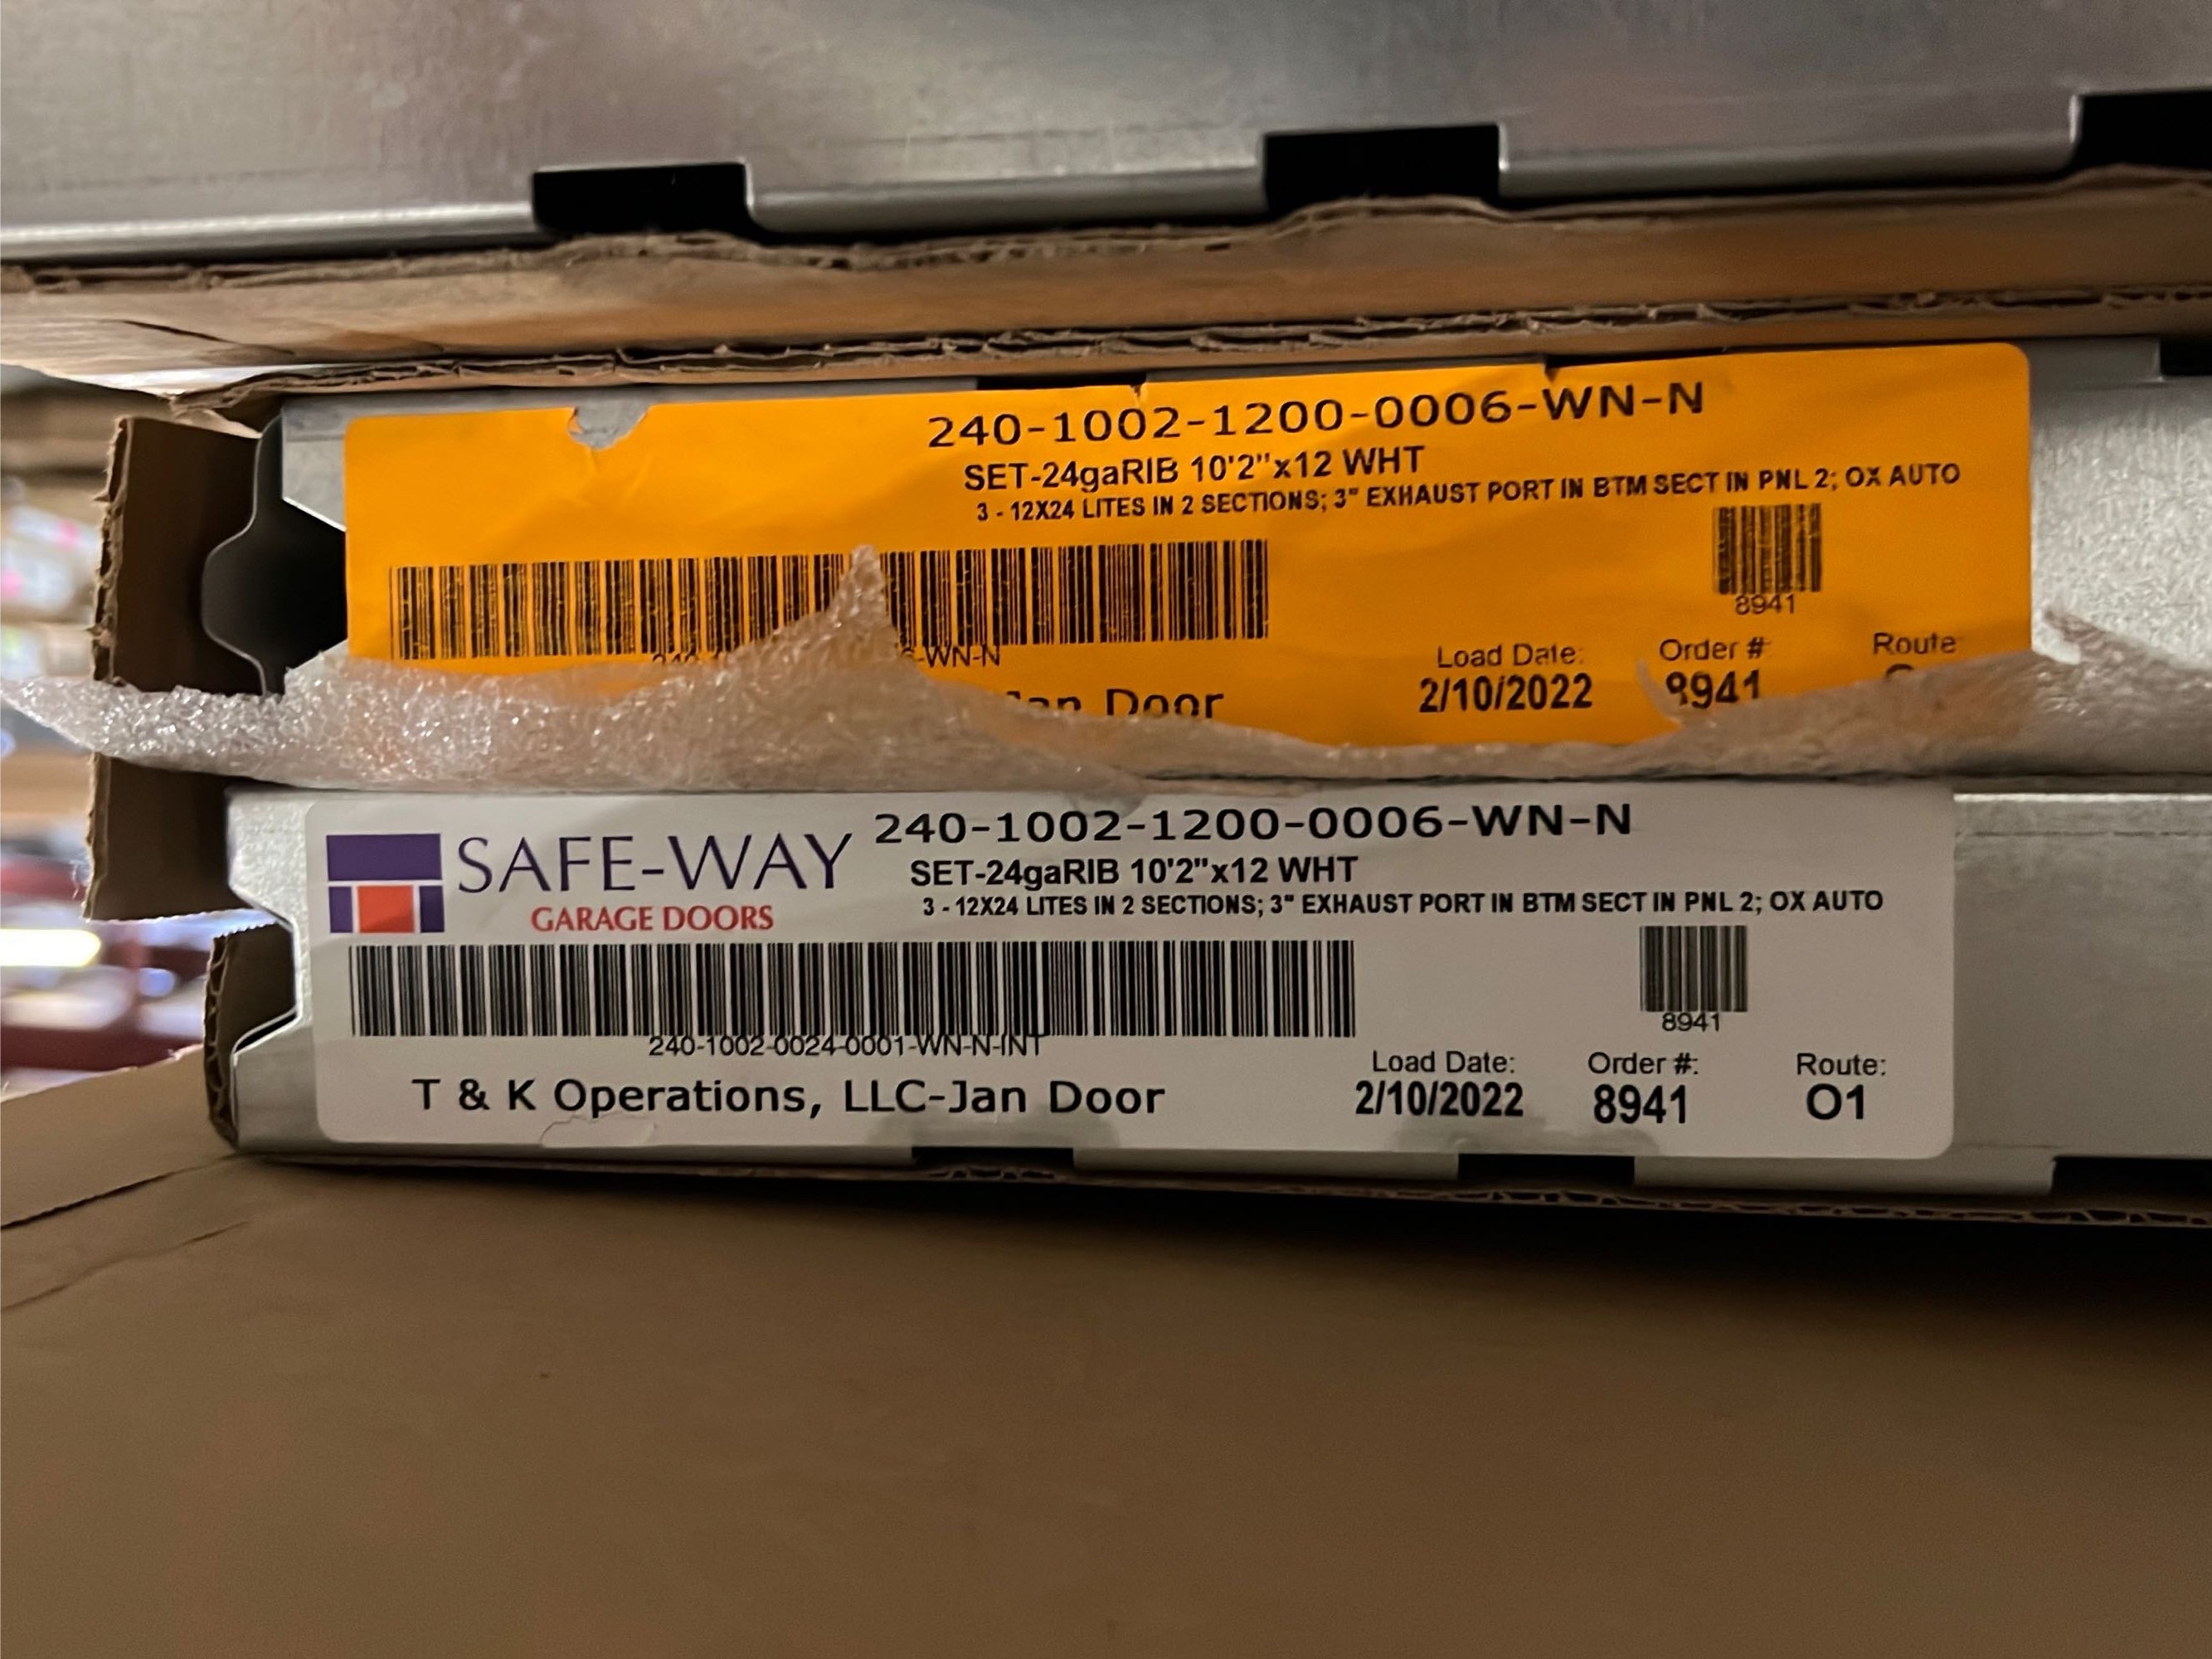 240-1002-1200-0006-WN-N
SET-24gaRIB 10'2"x12 WHT
3 - 12X24 LITES IN 2 SECTIONS; 3" EXHAUST PORT IN BTM SECT IN PNL 2; OX AUTO
8941
-WN-N
Load Date: Order #: Route
Door 2/10/2022 8941
SAFE-WAY
GARAGE DOORS
240-1002-1200-0006-WN-N
SET-24gaRIB 10'2"x12 WHT
3 - 12X24 LITES IN 2 SECTIONS; 3" EXHAUST PORT IN BTM SECT IN PNL 2; OX AUTO
8941
240-1002-0024-0001-WN-N-INT
Load Date: Order #: Route:
T & K Operations, LLC-Jan Door 2/10/2022 8941 O1